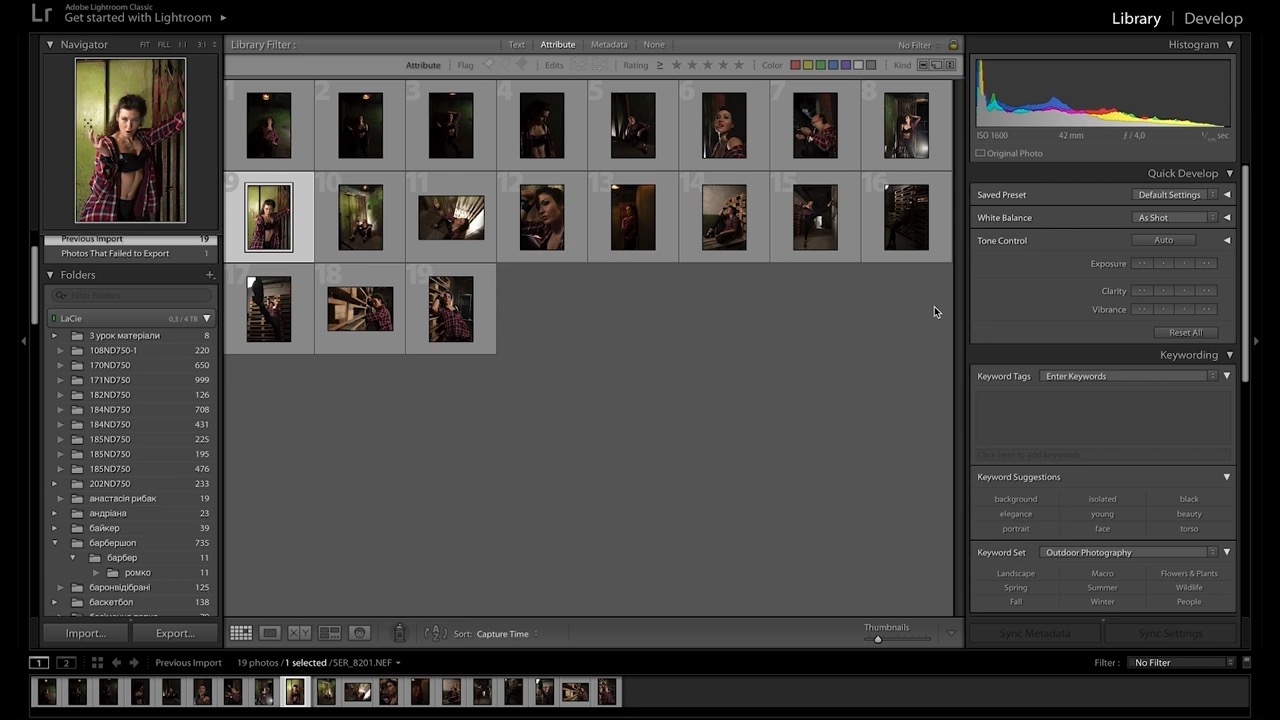 Lr Adobe Lightroom Classic
Get started with Lightroom
Library | Develop
Navigator FIT FILL 1:1 3:1
Library Filter : Text Attribute Metadata None No Filter
Histogram
Attribute Flag Edits Rating ≥ Color Kind
1 2 3 4 5 6 7 8
ISO 1600 42 mm ƒ / 4,0 sec
Original Photo
Quick Develop
9 10 11 12 13 14 15 16
Saved Preset Default Settings
White Balance As Shot
Tone Control Auto
Exposure
Clarity
Vibrance
Reset All
Previous Import 19
Photos That Failed to Export 1
Folders +
Filter Folders
LaCie 0,3 / 4 TB
17 18 19
3 урок матеріали 8
108ND750-1 220
170ND750 650
171ND750 999
182ND750 126
184ND750 708
184ND750 431
185ND750 225
185ND750 195
185ND750 476
202ND750 233
анастасія рибак 19
андріана 23
байкер 39
барбершоп 735
барбер 11
ромко 11
баронвідібрані 125
баскетбол 138
Keywording
Keyword Tags Enter Keywords
Click here to add keywords
Keyword Suggestions
background isolated black
elegance young beauty
portrait face torso
Keyword Set Outdoor Photography
Landscape Macro Flowers & Plants
Spring Summer Wildlife
Fall Winter People
Import... Export...
Sort: Capture Time
Thumbnails
Sync Metadata Sync Settings
1 2 Previous Import 19 photos / 1 selected / SER_8201.NEF
Filter : No Filter